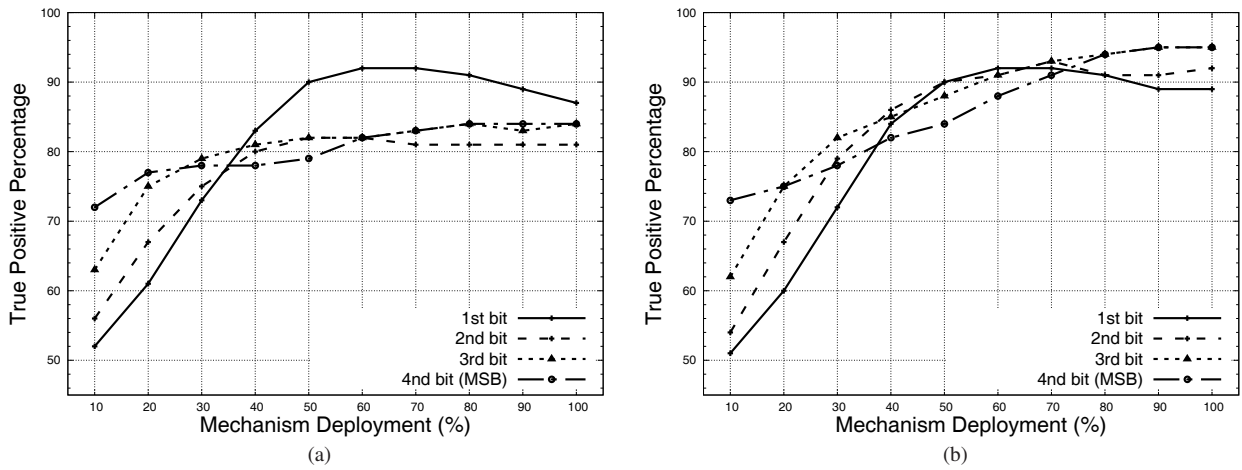 100
90
80
70
60
50
10 20 30 40 50 60 70 80 90 100
True Positive Percentage
Mechanism Deployment (%)
1st bit
2nd bit
3rd bit
4nd bit (MSB)
(a)
100
90
80
70
60
50
10 20 30 40 50 60 70 80 90 100
True Positive Percentage
Mechanism Deployment (%)
1st bit
2nd bit
3rd bit
4nd bit (MSB)
(b)